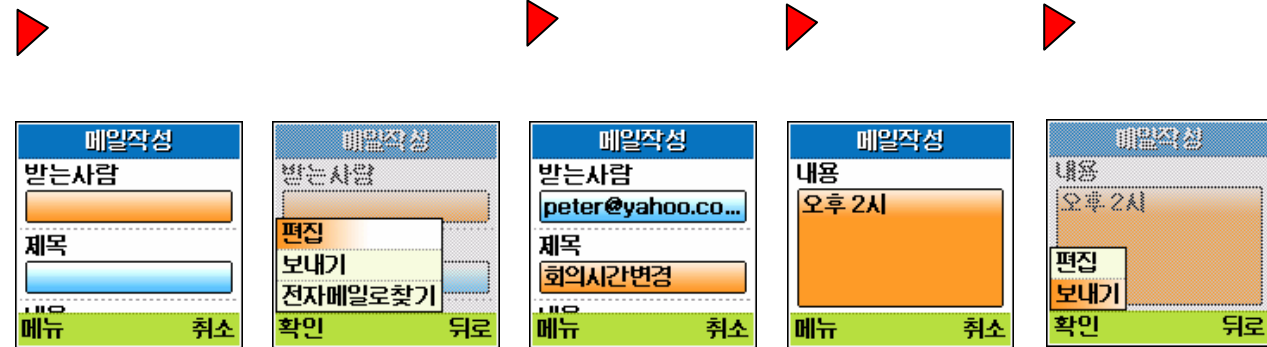 메일작성
받는사람
제목
내용
메뉴 취소
메일작성
받는사람
편집
보내기
전자메일로찾기
확인 뒤로
메일작성
받는사람
peter@yahoo.co...
제목
회의시간변경
내용
메뉴 취소
메일작성
내용
오후 2시
메뉴 취소
메일작성
내용
오후 2시
편집
보내기
확인 뒤로